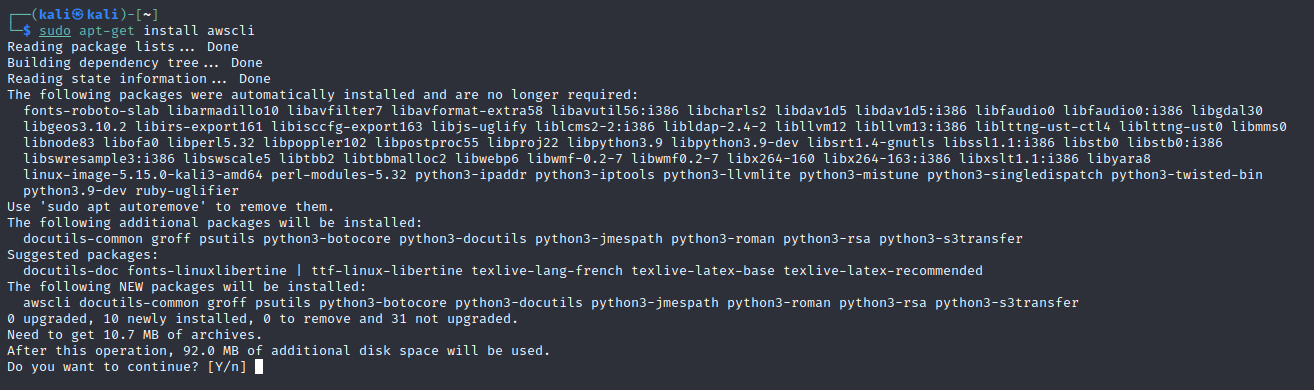 ┌──(kali㉿kali)-[~]
└─$ sudo apt-get install awscli
Reading package lists... Done
Building dependency tree... Done
Reading state information... Done
The following packages were automatically installed and are no longer required:
  fonts-roboto-slab libarmadillo10 libavfilter7 libavformat-extra58 libavutil56:i386 libcharls2 libdav1d5 libdav1d5:i386 libfaudio0 libfaudio0:i386 libgdal30
  libgeos3.10.2 libirs-export161 libisccfg-export163 libjs-uglify liblcms2-2:i386 libldap-2.4-2 libllvm12 libllvm13:i386 liblttng-ust-ctl4 liblttng-ust0 libmms0
  libnode83 libofa0 libperl5.32 libpoppler102 libpostproc55 libproj22 libpython3.9 libpython3.9-dev libsrt1.4-gnutls libssl1.1:i386 libstb0 libstb0:i386
  libswresample3:i386 libswscale5 libtbb2 libtbbmalloc2 libwebp6 libwmf-0.2-7 libwmf0.2-7 libx264-160 libx264-163:i386 libxslt1.1:i386 libyara8
  linux-image-5.15.0-kali3-amd64 perl-modules-5.32 python3-ipaddr python3-iptools python3-llvmlite python3-mistune python3-singledispatch python3-twisted-bin
  python3.9-dev ruby-uglifier
Use 'sudo apt autoremove' to remove them.
The following additional packages will be installed:
  docutils-common groff psutils python3-botocore python3-docutils python3-jmespath python3-roman python3-rsa python3-s3transfer
Suggested packages:
  docutils-doc fonts-linuxlibertine | ttf-linux-libertine texlive-lang-french texlive-latex-base texlive-latex-recommended
The following NEW packages will be installed:
  awscli docutils-common groff psutils python3-botocore python3-docutils python3-jmespath python3-roman python3-rsa python3-s3transfer
0 upgraded, 10 newly installed, 0 to remove and 31 not upgraded.
Need to get 10.7 MB of archives.
After this operation, 92.0 MB of additional disk space will be used.
Do you want to continue? [Y/n]